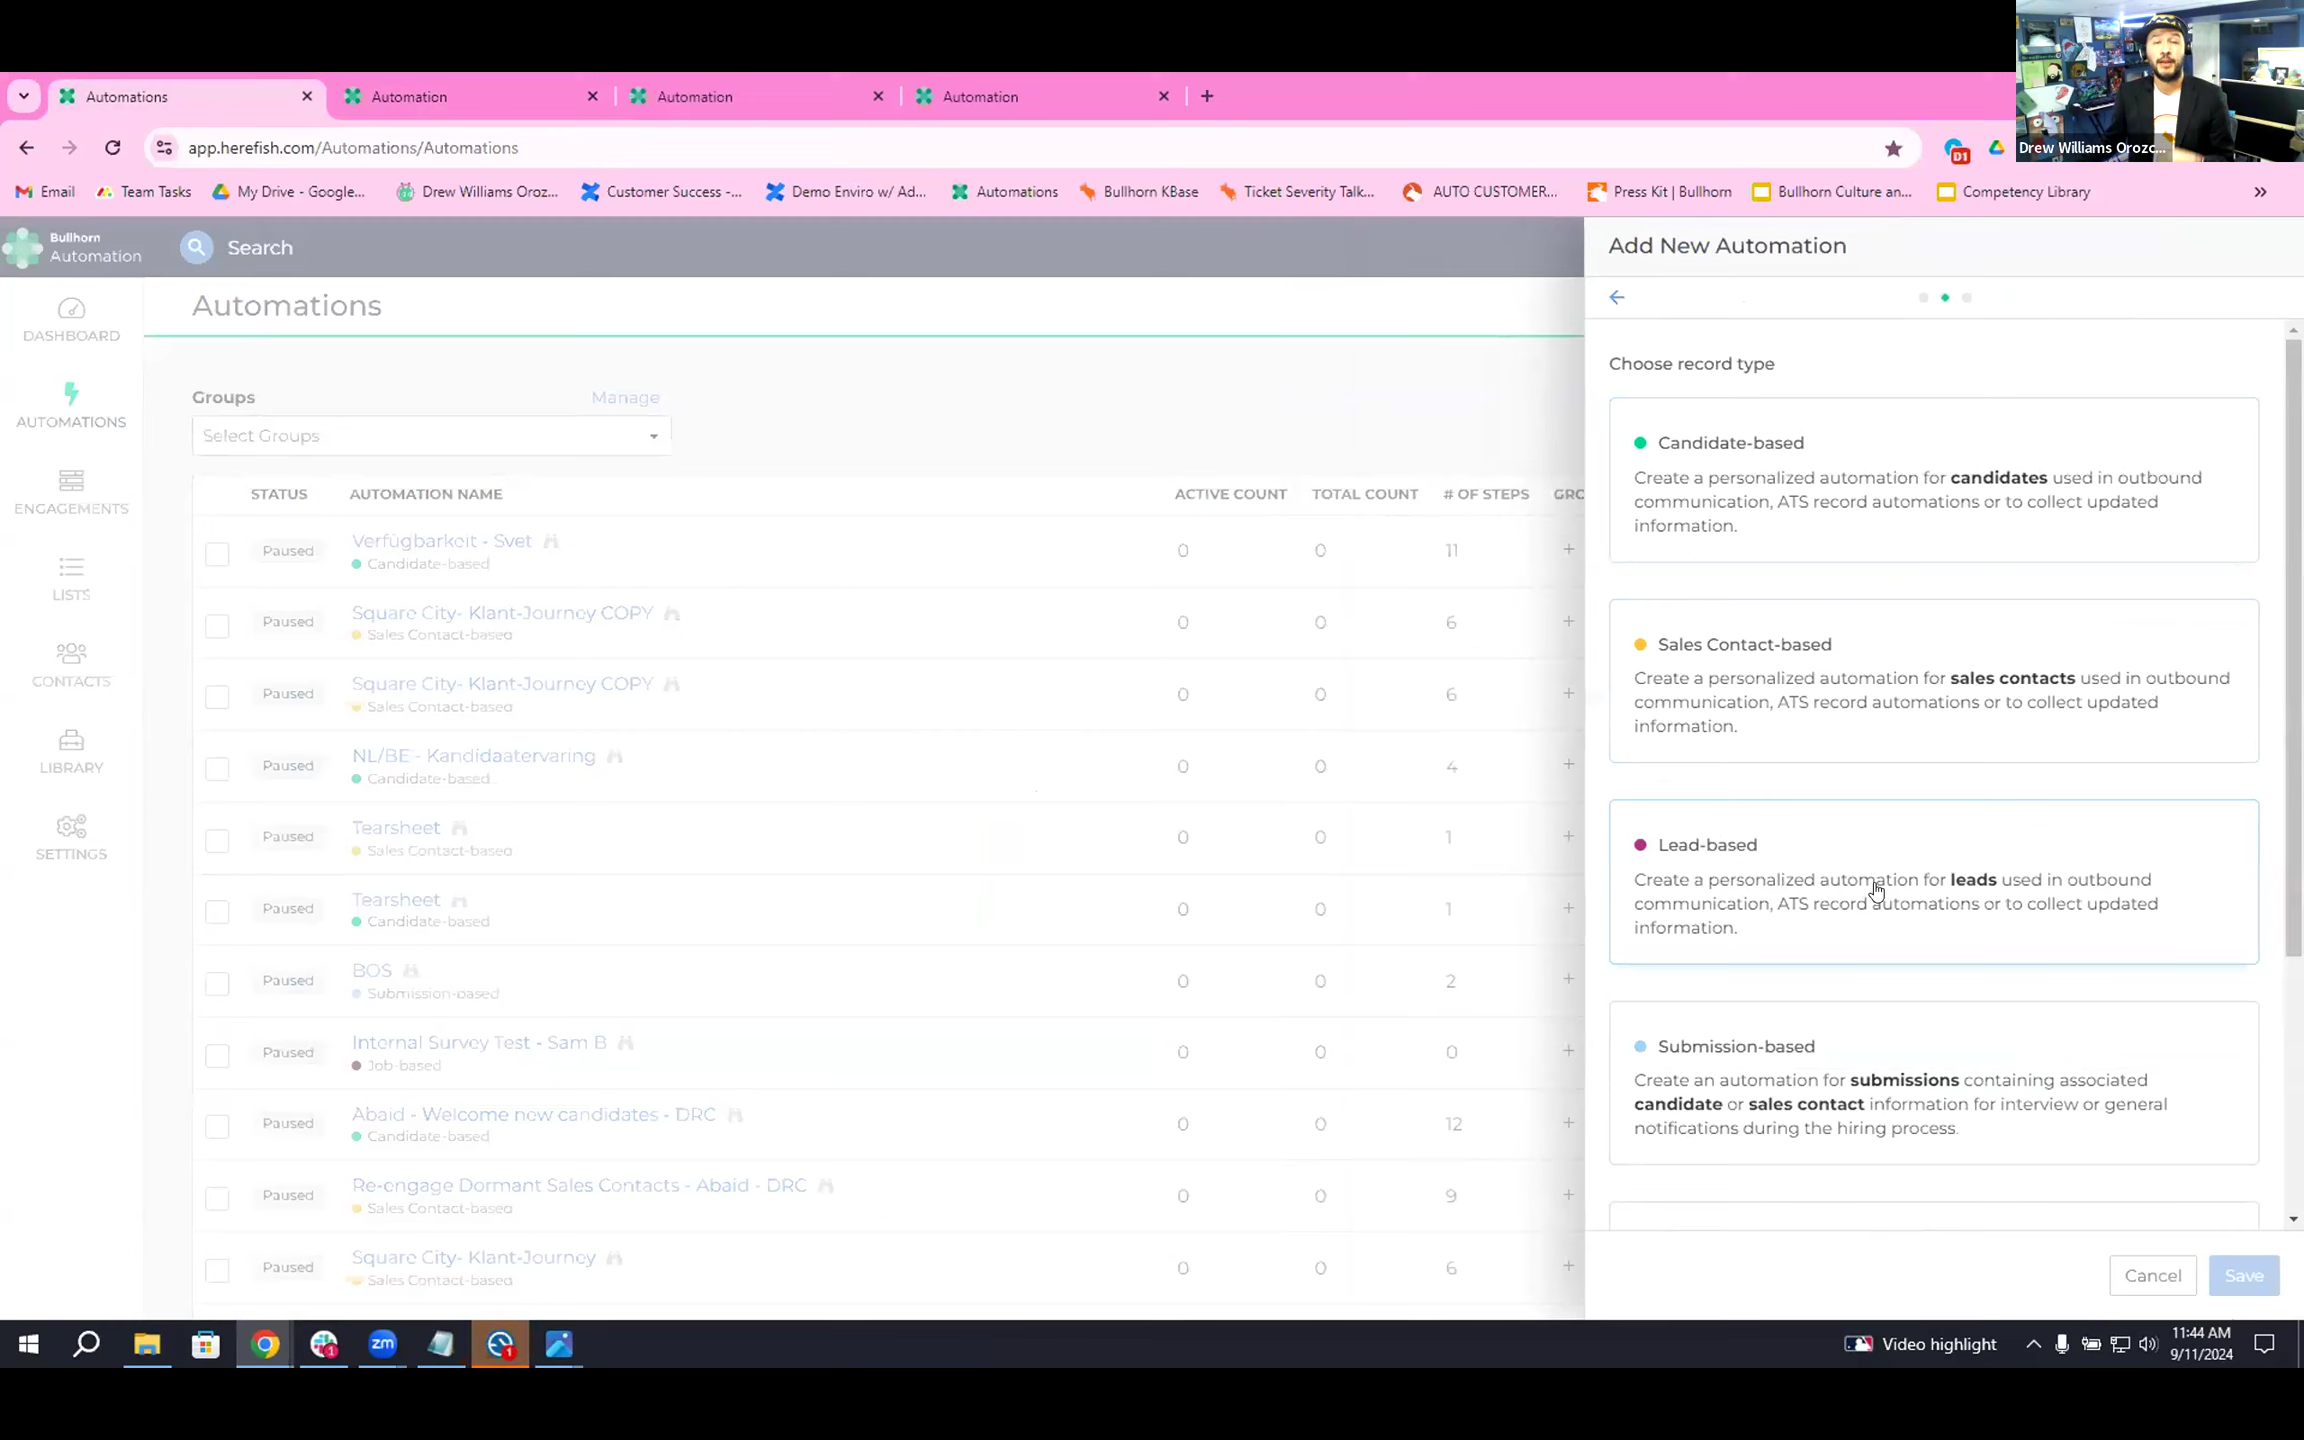 Drew Williams Orozc...
Automations
Automation
Automation
Automation
app.herefish.com/Automations/Automations
D1
Email
Team Tasks
My Drive - Google...
Drew Williams Oroz...
Customer Success -...
Demo Enviro w/ Ad...
Automations
Bullhorn KBase
Ticket Severity Talk...
AUTO CUSTOMER...
Press Kit | Bullhorn
Bullhorn Culture an...
Competency Library
Bullhorn
Automation
Search
DASHBOARD
AUTOMATIONS
ENGAGEMENTS
LISTS
CONTACTS
LIBRARY
SETTINGS
Automations
Groups
Manage
Select Groups
STATUS AUTOMATION NAME ACTIVE COUNT TOTAL COUNT # OF STEPS GRO
Paused Verfügbarkeit - Svet 0 0 11 +
Candidate-based
Paused Square City- Klant-Journey COPY 0 0 6 +
Sales Contact-based
Paused Square City- Klant-Journey COPY 0 0 6 +
Sales Contact-based
Paused NL/BE - Kandidaatervaring 0 0 4 +
Candidate-based
Paused Tearsheet 0 0 1 +
Sales Contact-based
Paused Tearsheet 0 0 1 +
Candidate-based
Paused BOS 0 0 2 +
Submission-based
Paused Internal Survey Test - Sam B 0 0 0 +
Job-based
Paused Abaid - Welcome new candidates - DRC 0 0 12 +
Candidate-based
Paused Re-engage Dormant Sales Contacts - Abaid - DRC 0 0 9 +
Sales Contact-based
Paused Square City- Klant-Journey 0 0 6 +
Sales Contact-based
Add New Automation
Choose record type
Candidate-based
Create a personalized automation for candidates used in outbound
communication, ATS record automations or to collect updated
information.
Sales Contact-based
Create a personalized automation for sales contacts used in outbound
communication, ATS record automations or to collect updated
information.
Lead-based
Create a personalized automation for leads used in outbound
communication, ATS record automations or to collect updated
information.
Submission-based
Create an automation for submissions containing associated
candidate or sales contact information for interview or general
notifications during the hiring process.
Cancel
Save
zm
1
1
Video highlight
11:44 AM
9/11/2024